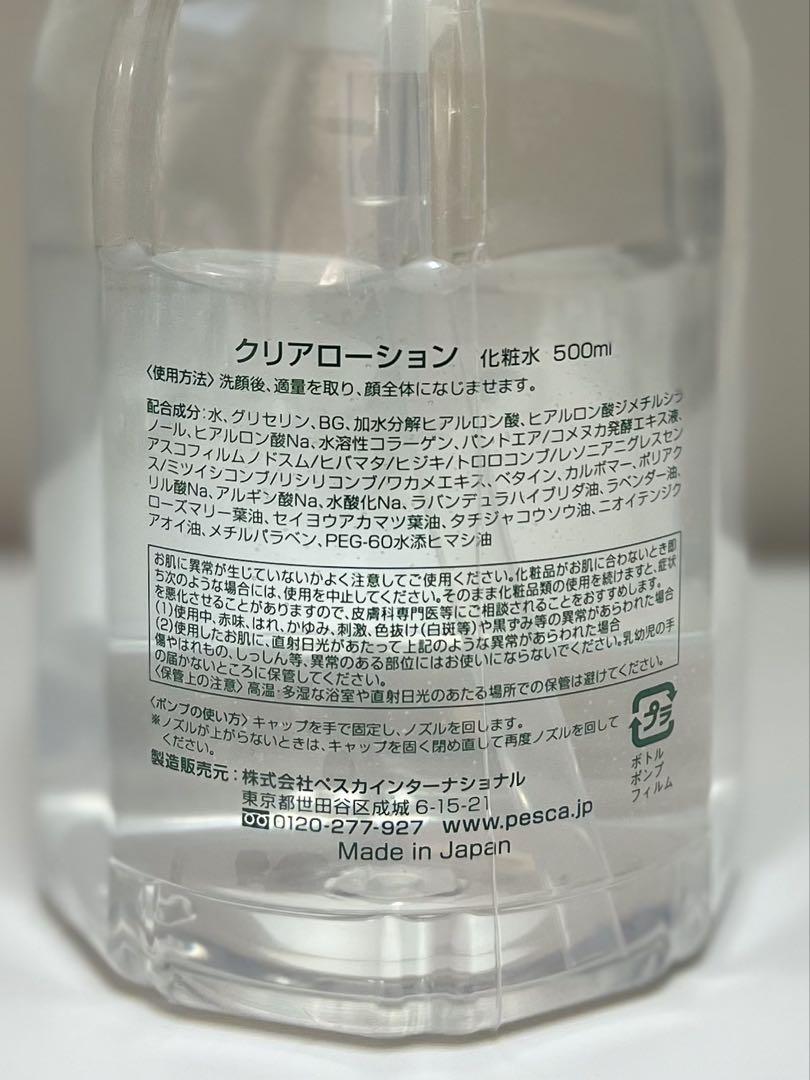 クリアローション 化粧水 500ml
〈使用方法〉洗顔後、適量を取り、顔全体になじませます。
配合成分:水、グリセリン、BG、加水分解ヒアルロン酸、ヒアルロン酸ジメチルシラ
ノール、ヒアルロン酸Na、水溶性コラーゲン、パントエア/コメヌカ発酵エキス液、
アスコフィルムノドスム/ヒバマタ/ヒジキ/トロロコンブ/レソニアニグレスセン
ス/ミツイシコンブ/リシリコンブ/ワカメエキス、ベタイン、カルボマー、ポリアク
リル酸Na、アルギン酸Na、水酸化Na、ラバンデュラハイブリダ油、ラベンダー油、
ローズマリー葉油、セイヨウアカマツ葉油、タチジャコウソウ油、ニオイテンジク
アオイ油、メチルパラベン、PEG-60水添ヒマシ油
お肌に異常が生じていないかよく注意してご使用ください。化粧品がお肌に合わないとき即
ち次のような場合には、使用を中止してください。そのまま化粧品類の使用を続けますと、症状
を悪化させることがありますので、皮膚科専門医等にご相談されることをおすすめします。
(1)使用中、赤味、はれ、かゆみ、刺激、色抜け(白斑等)や黒ずみ等の異常があらわれた場合
(2)使用したお肌に、直射日光があたって上記のような異常があらわれた場合
傷やはれもの、しっしん等、異常のある部位にはお使いにならないでください。乳幼児の手
の届かないところに保管してください。
〈保管上の注意〉高温・多湿な浴室や直射日光のあたる場所での保管は避けてください。
〈ポンプの使い方〉キャップを手で固定し、ノズルを回します。
※ノズルが上がらないときは、キャップを固く閉め直して再度ノズルを回して
ください。
プラ
ボトル
ポンプ
フィルム
製造販売元:株式会社ペスカインターナショナル
東京都世田谷区成城 6-15-21
0120-277-927 www.pesca.jp
Made in Japan